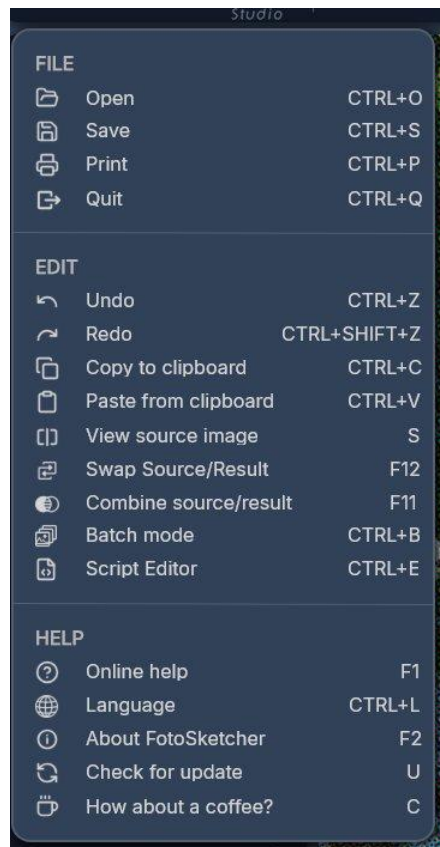 Studio
FILE
Open CTRL+O
Save CTRL+S
Print CTRL+P
Quit CTRL+Q
EDIT
Undo CTRL+Z
Redo CTRL+SHIFT+Z
Copy to clipboard CTRL+C
Paste from clipboard CTRL+V
View source image S
Swap Source/Result F12
Combine source/result F11
Batch mode CTRL+B
Script Editor CTRL+E
HELP
Online help F1
Language CTRL+L
About FotoSketcher F2
Check for update U
How about a coffee? C